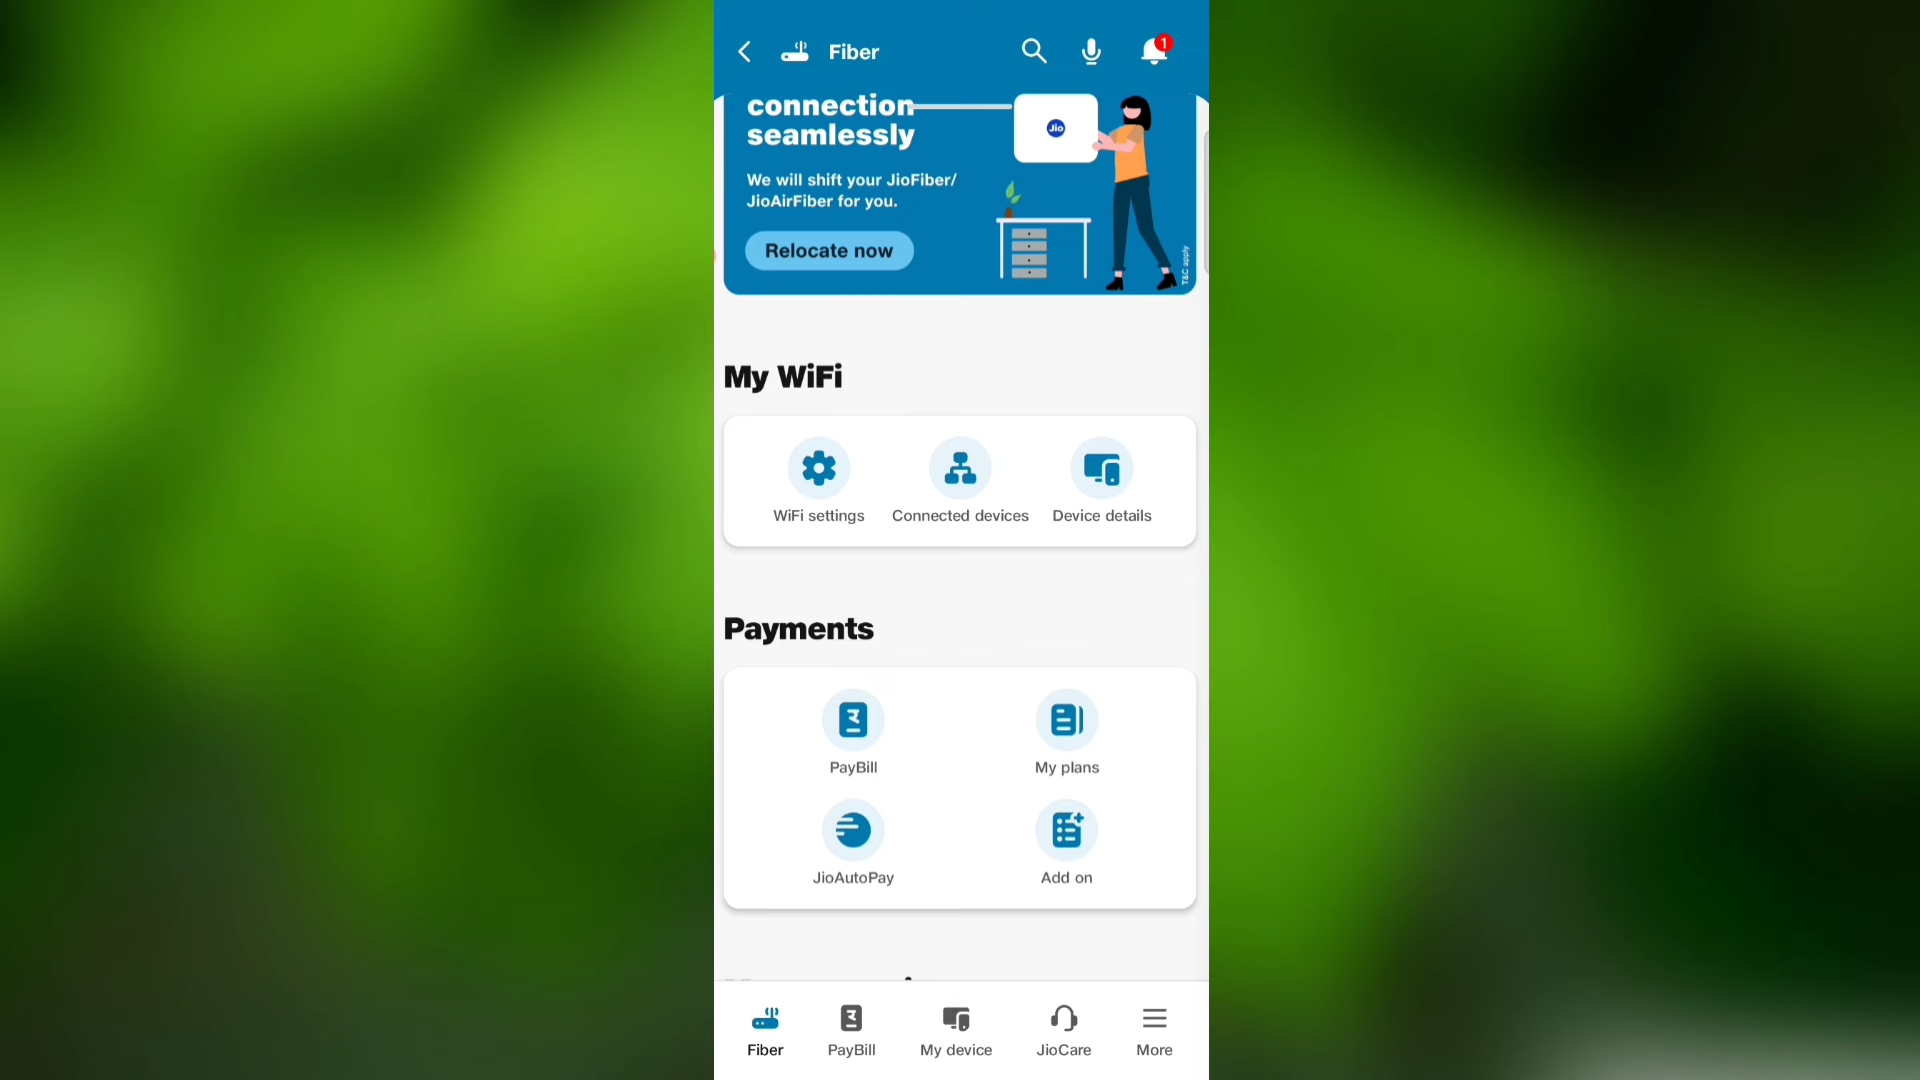 Fiber
1
connection
seamlessly
Jio
We will shift your JioFiber/
JioAirFiber for you.
Relocate now
T&C apply
My WiFi
WiFi settings
Connected devices
Device details
Payments
PayBill
My plans
JioAutoPay
Add on
Fiber
PayBill
My device
JioCare
More